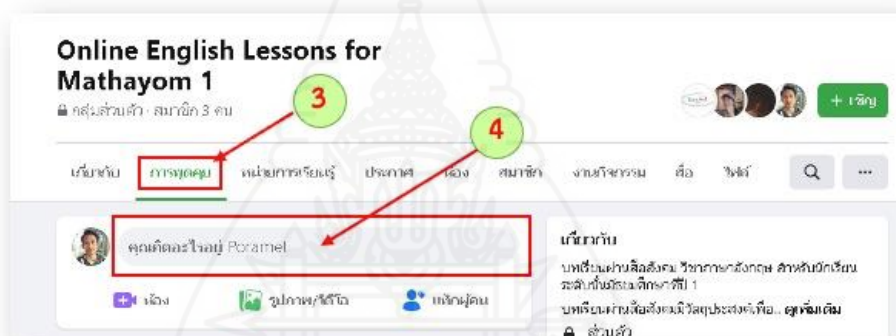 Online English Lessons for
Mathayom 1
กลุ่มส่วนตัว · สมาชิก 3 คน
+ เชิญ
3
4
เกี่ยวกับ การพูดคุย หน่วยการเรียนรู้ ประกาศ ห้อง สมาชิก งานกิจกรรม สื่อ ไฟล์
คุณคิดอะไรอยู่ Poramet
ห้อง รูปภาพ/วิดีโอ แท็กผู้คน
เกี่ยวกับ
บทเรียนผ่านสื่อสังคม วิชาภาษาอังกฤษ สำหรับนักเรียน
ระดับชั้นมัธยมศึกษาปีที่ 1
บทเรียนผ่านสื่อสังคมมีวัตถุประสงค์เพื่อ... ดูเพิ่มเติม
ส่วนตัว